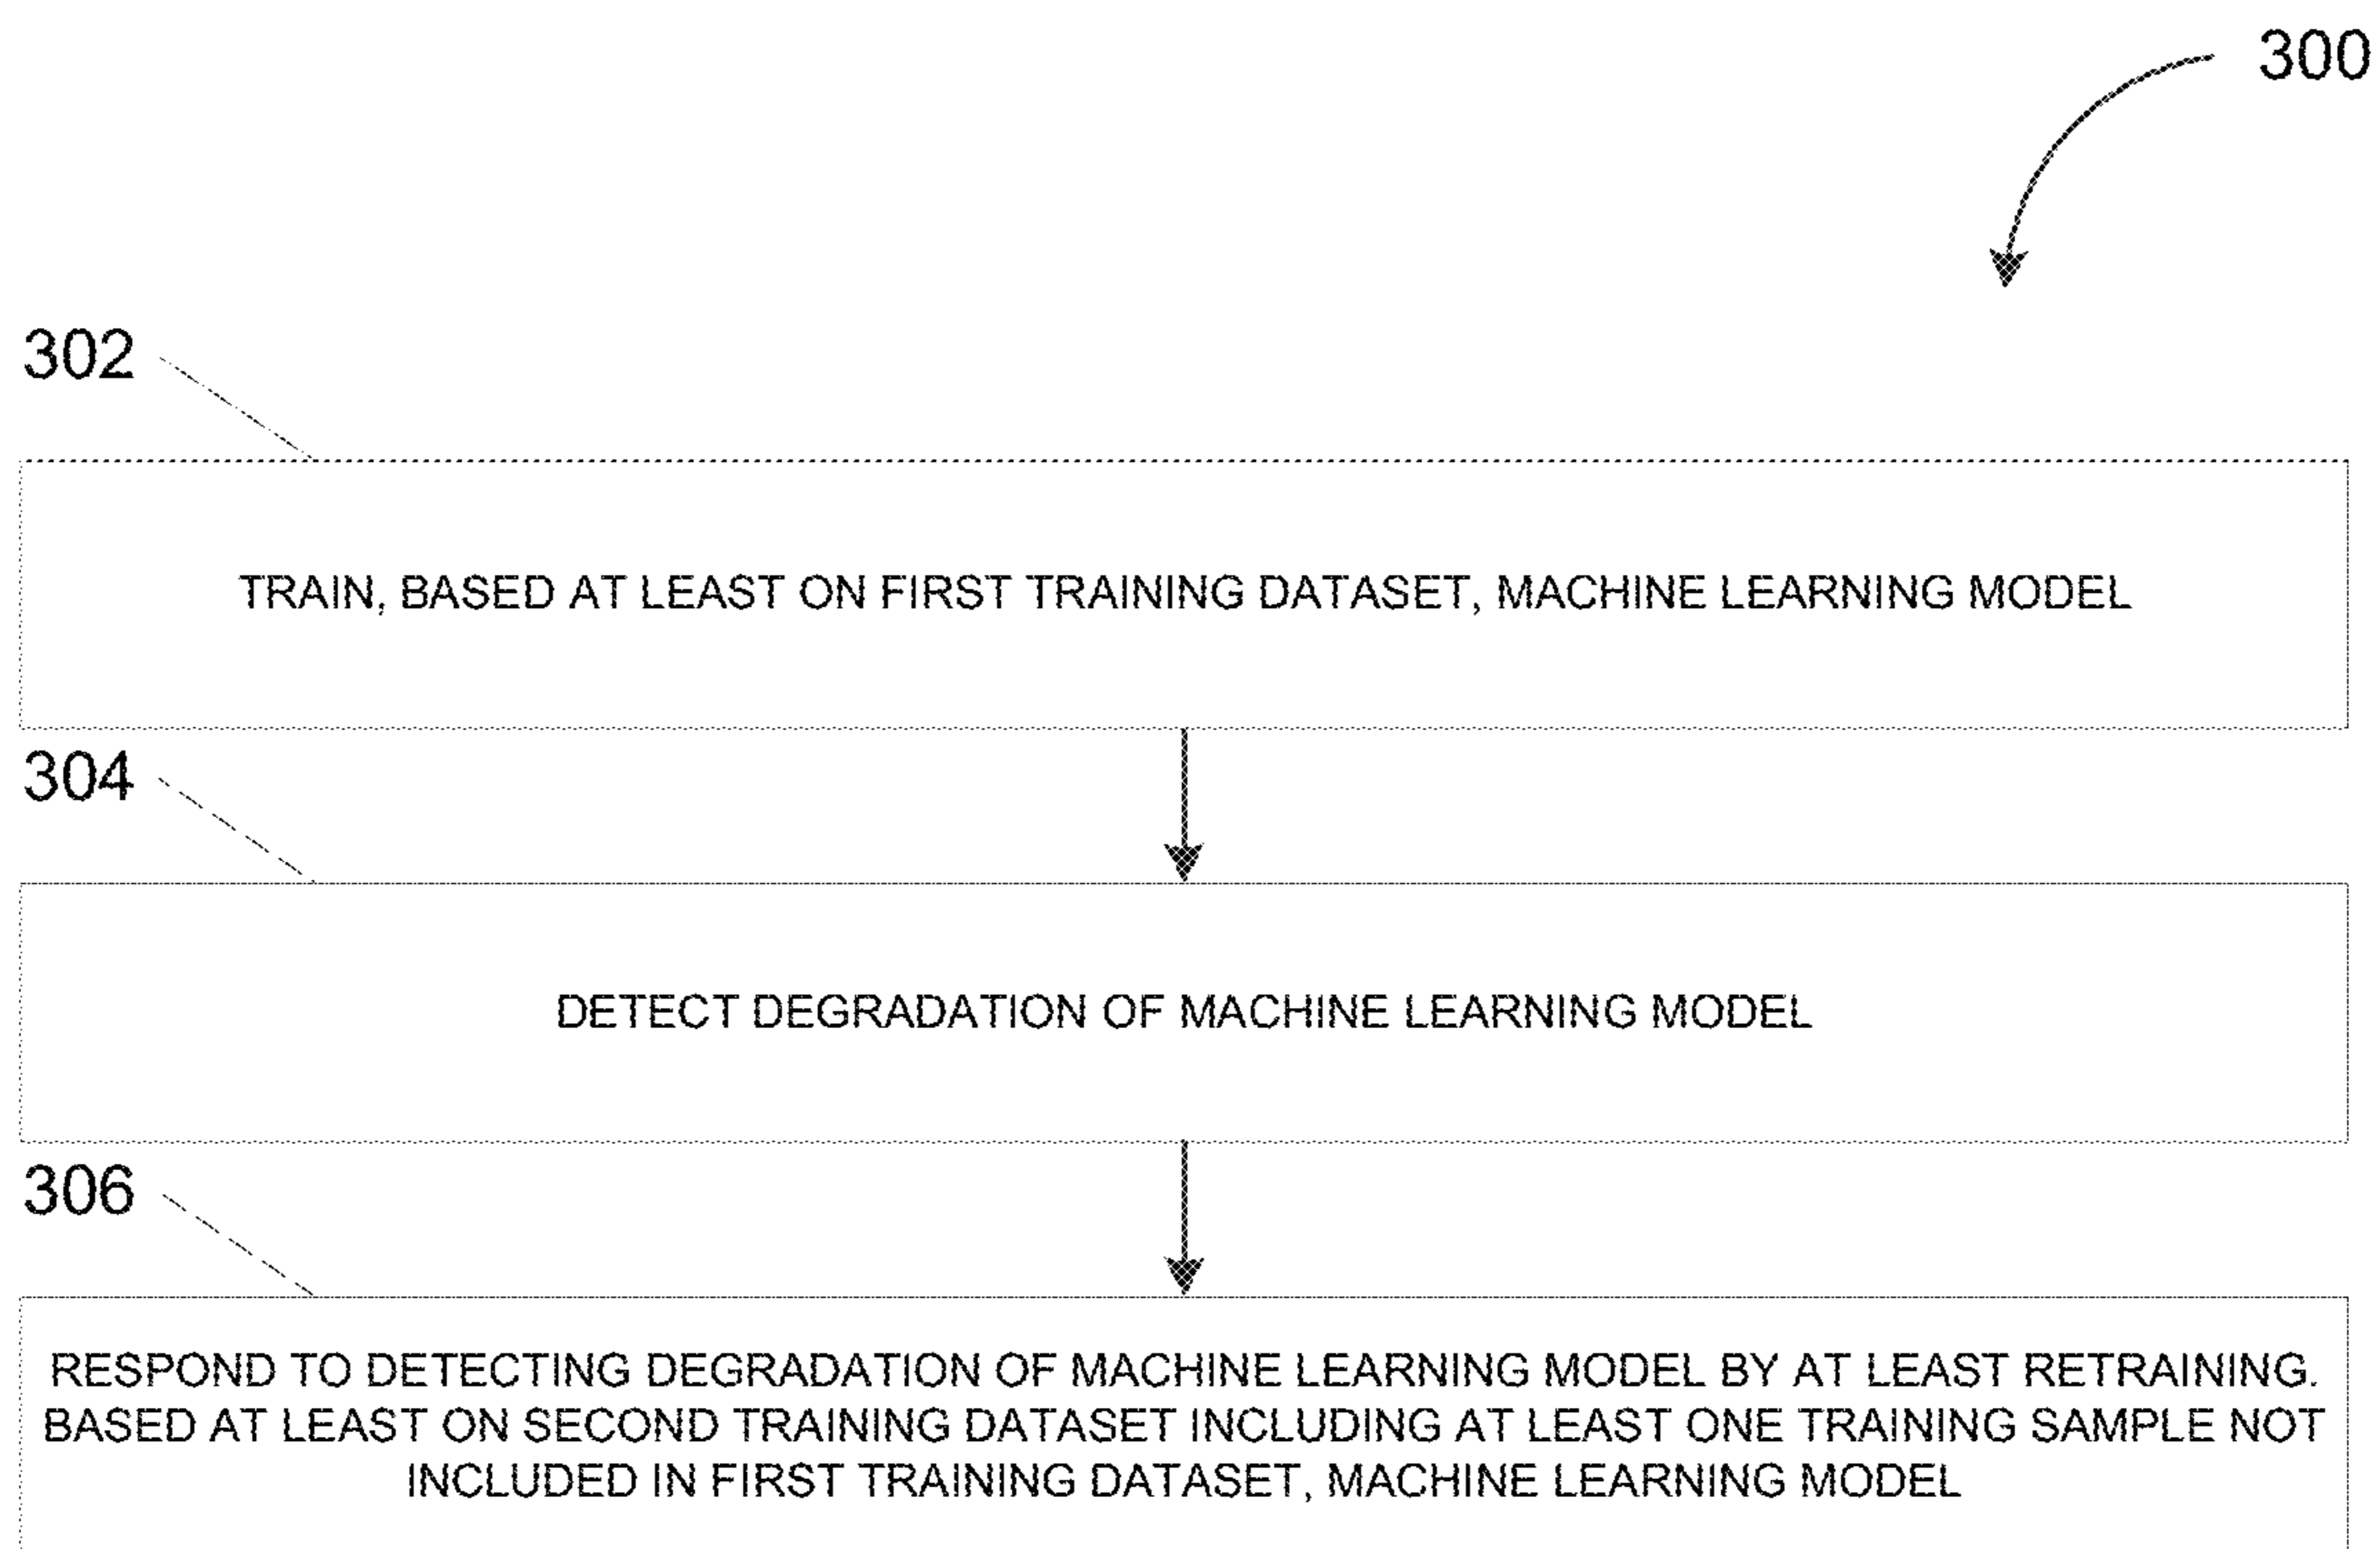 300
302
TRAIN, BASED AT LEAST ON FIRST TRAINING DATASET, MACHINE LEARNING MODEL
304
DETECT DEGRADATION OF MACHINE LEARNING MODEL
306
RESPOND TO DETECTING DEGRADATION OF MACHINE LEARNING MODEL BY AT LEAST RETRAINING.
BASED AT LEAST ON SECOND TRAINING DATASET INCLUDING AT LEAST ONE TRAINING SAMPLE NOT
INCLUDED IN FIRST TRAINING DATASET, MACHINE LEARNING MODEL